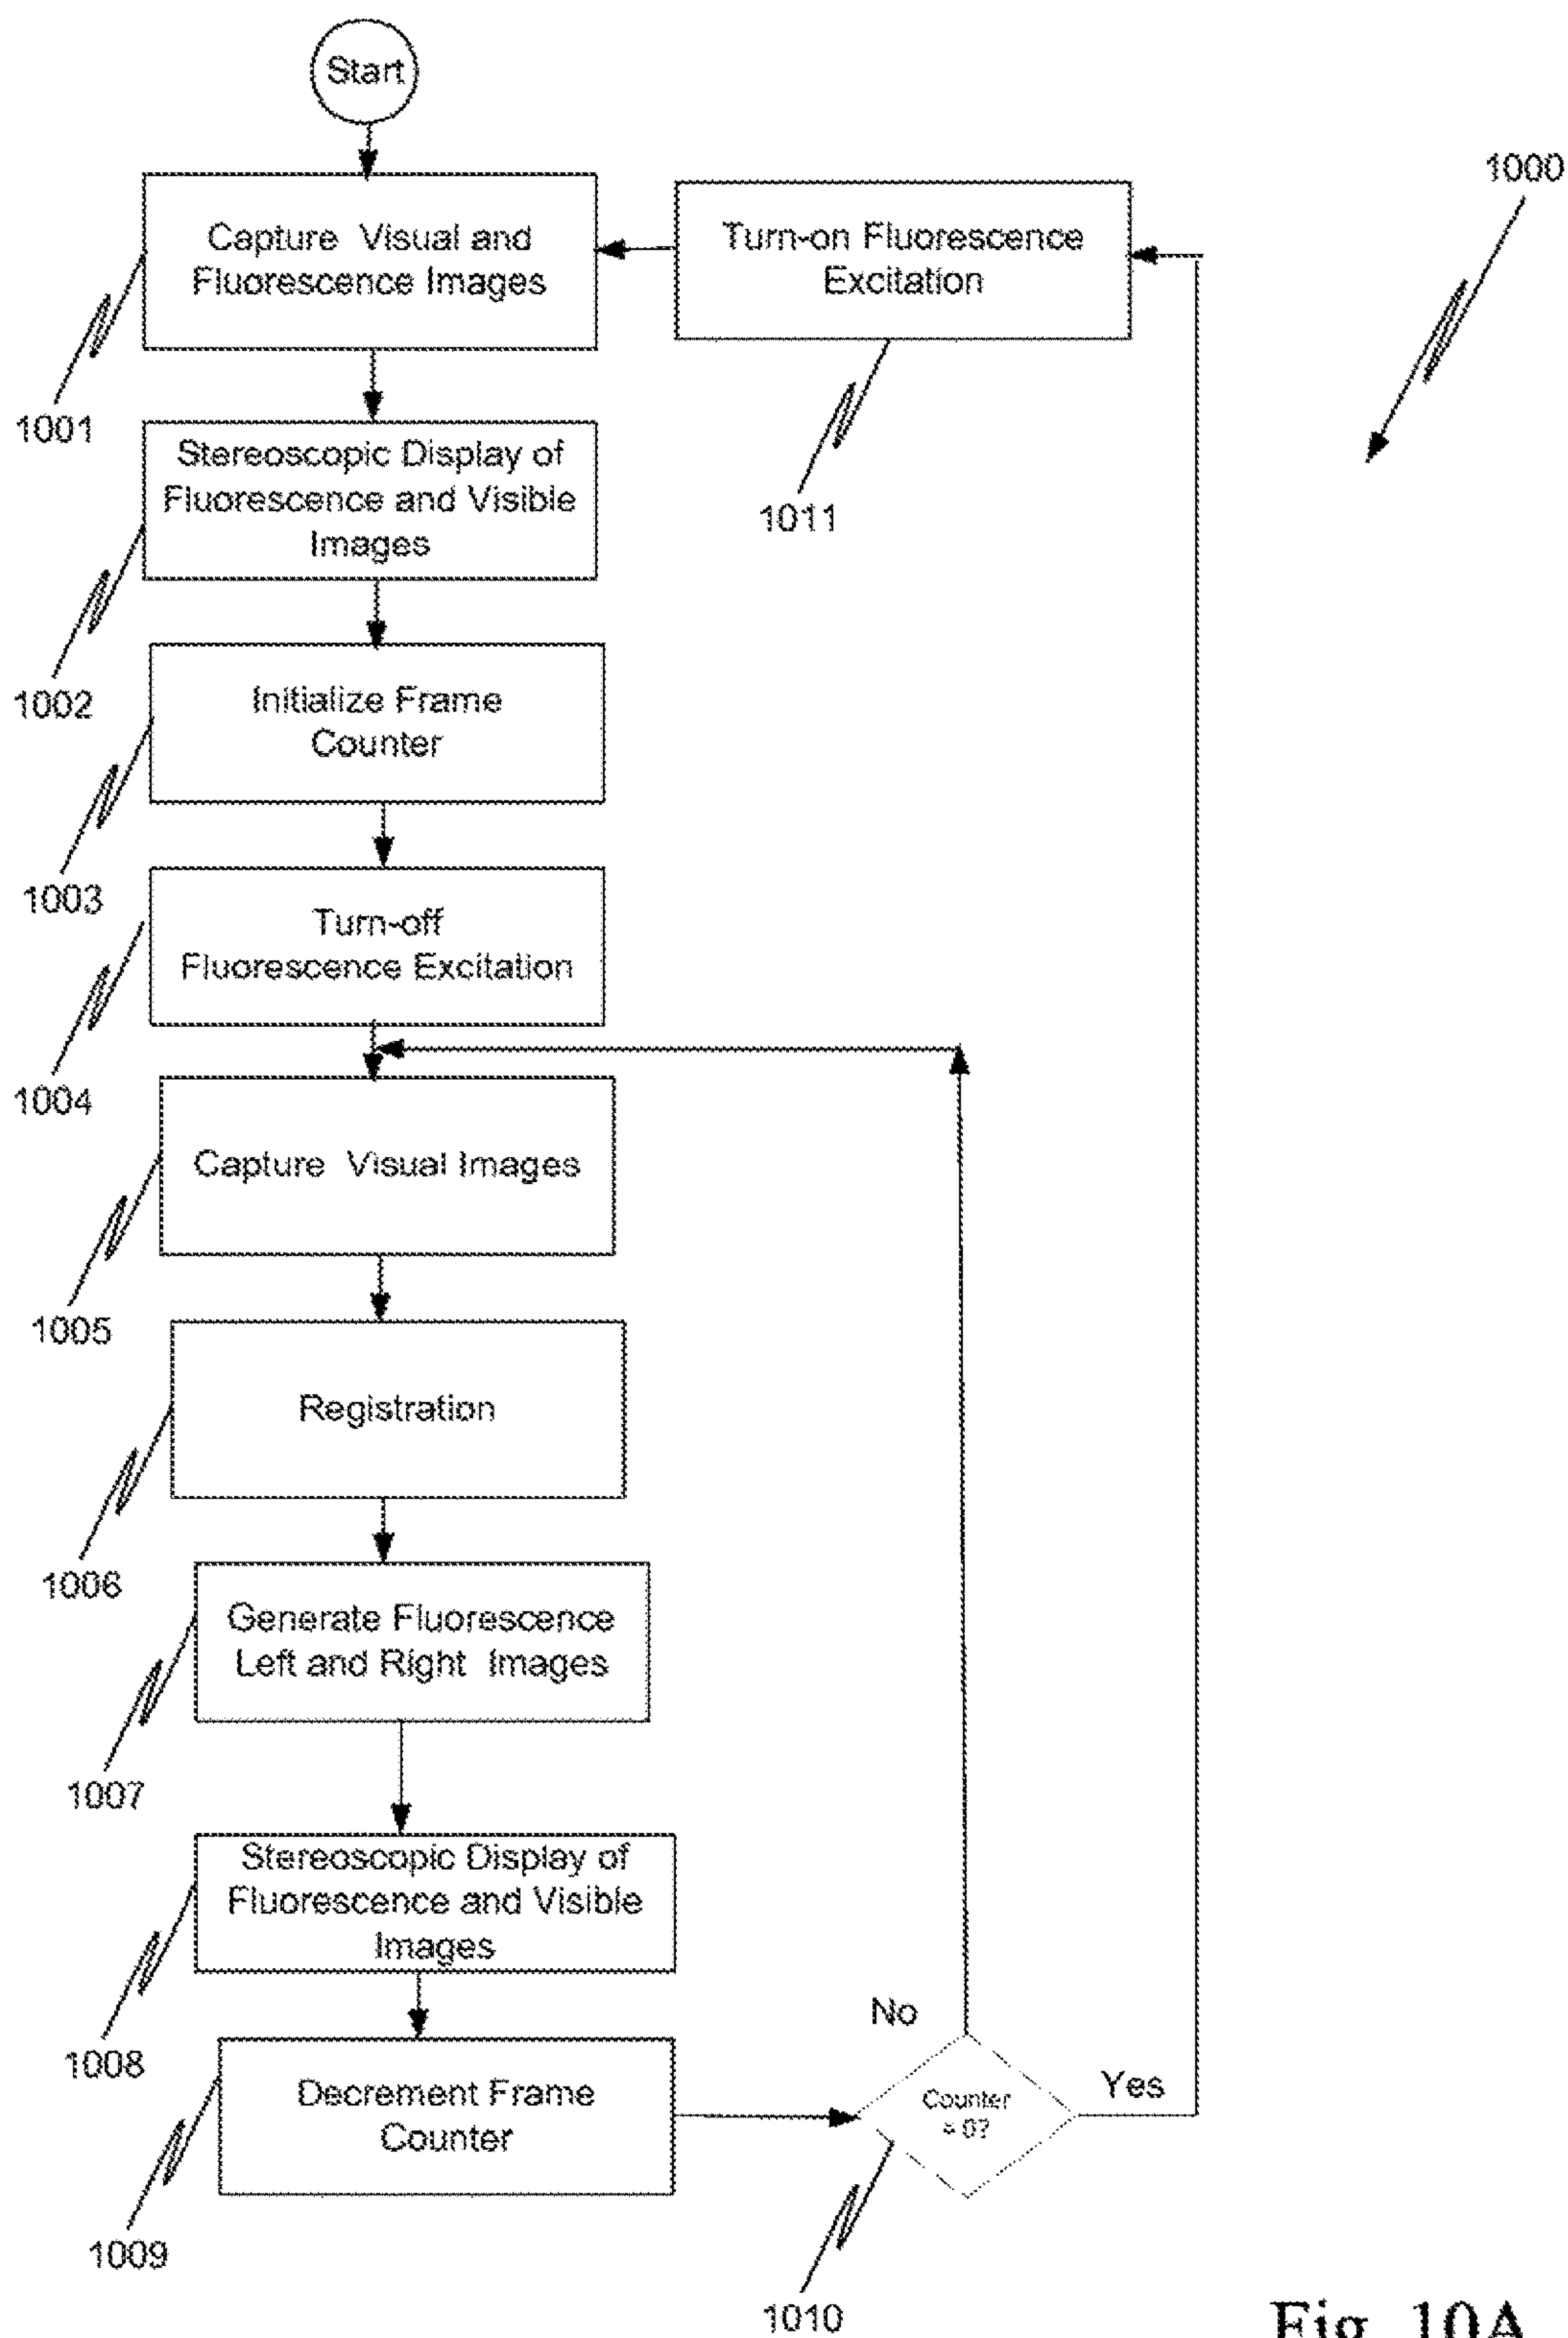 Start
1000
Capture Visual and
Fluorescence Images
Turn-on Fluorescence
Excitation
1001
1011
Stereoscopic Display of
Fluorescence and Visible
Images
1002
Initialize Frame
Counter
1003
Turn-off
Fluorescence Excitation
1004
Capture Visual Images
1005
Registration
1006
Generate Fluorescence
Left and Right Images
1007
Stereoscopic Display of
Fluorescence and Visible
Images
1008
No
Yes
Decrement Frame
Counter
Counter
= 0?
1009
1010
Fig. 10A